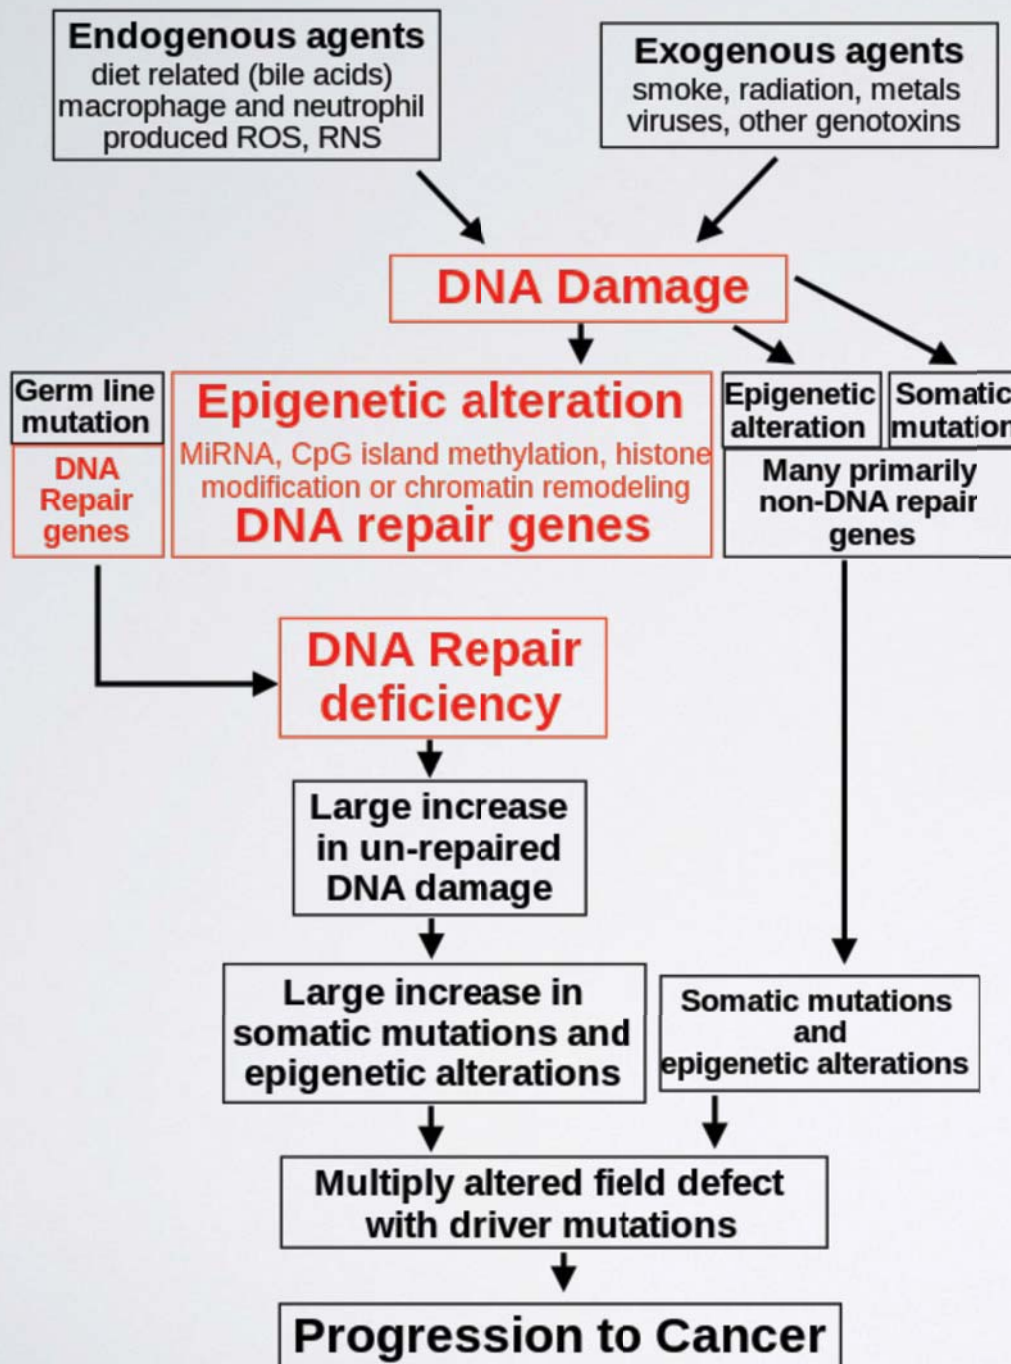 Endogenous agents
diet related (bile acids)
macrophage and neutrophil
produced ROS, RNS
Exogenous agents
smoke, radiation, metals
viruses, other genotoxins
DNA Damage
Germ line
mutation
DNA
Repair
genes
Epigenetic alteration
MiRNA, CpG island methylation, histone
modification or chromatin remodeling
DNA repair genes
Epigenetic
alteration
Somatic
mutation
Many primarily
non-DNA repair
genes
DNA Repair
deficiency
Large increase
in un-repaired
DNA damage
Large increase in
somatic mutations and
epigenetic alterations
Somatic mutations
and
epigenetic alterations
Multiply altered field defect
with driver mutations
Progression to Cancer